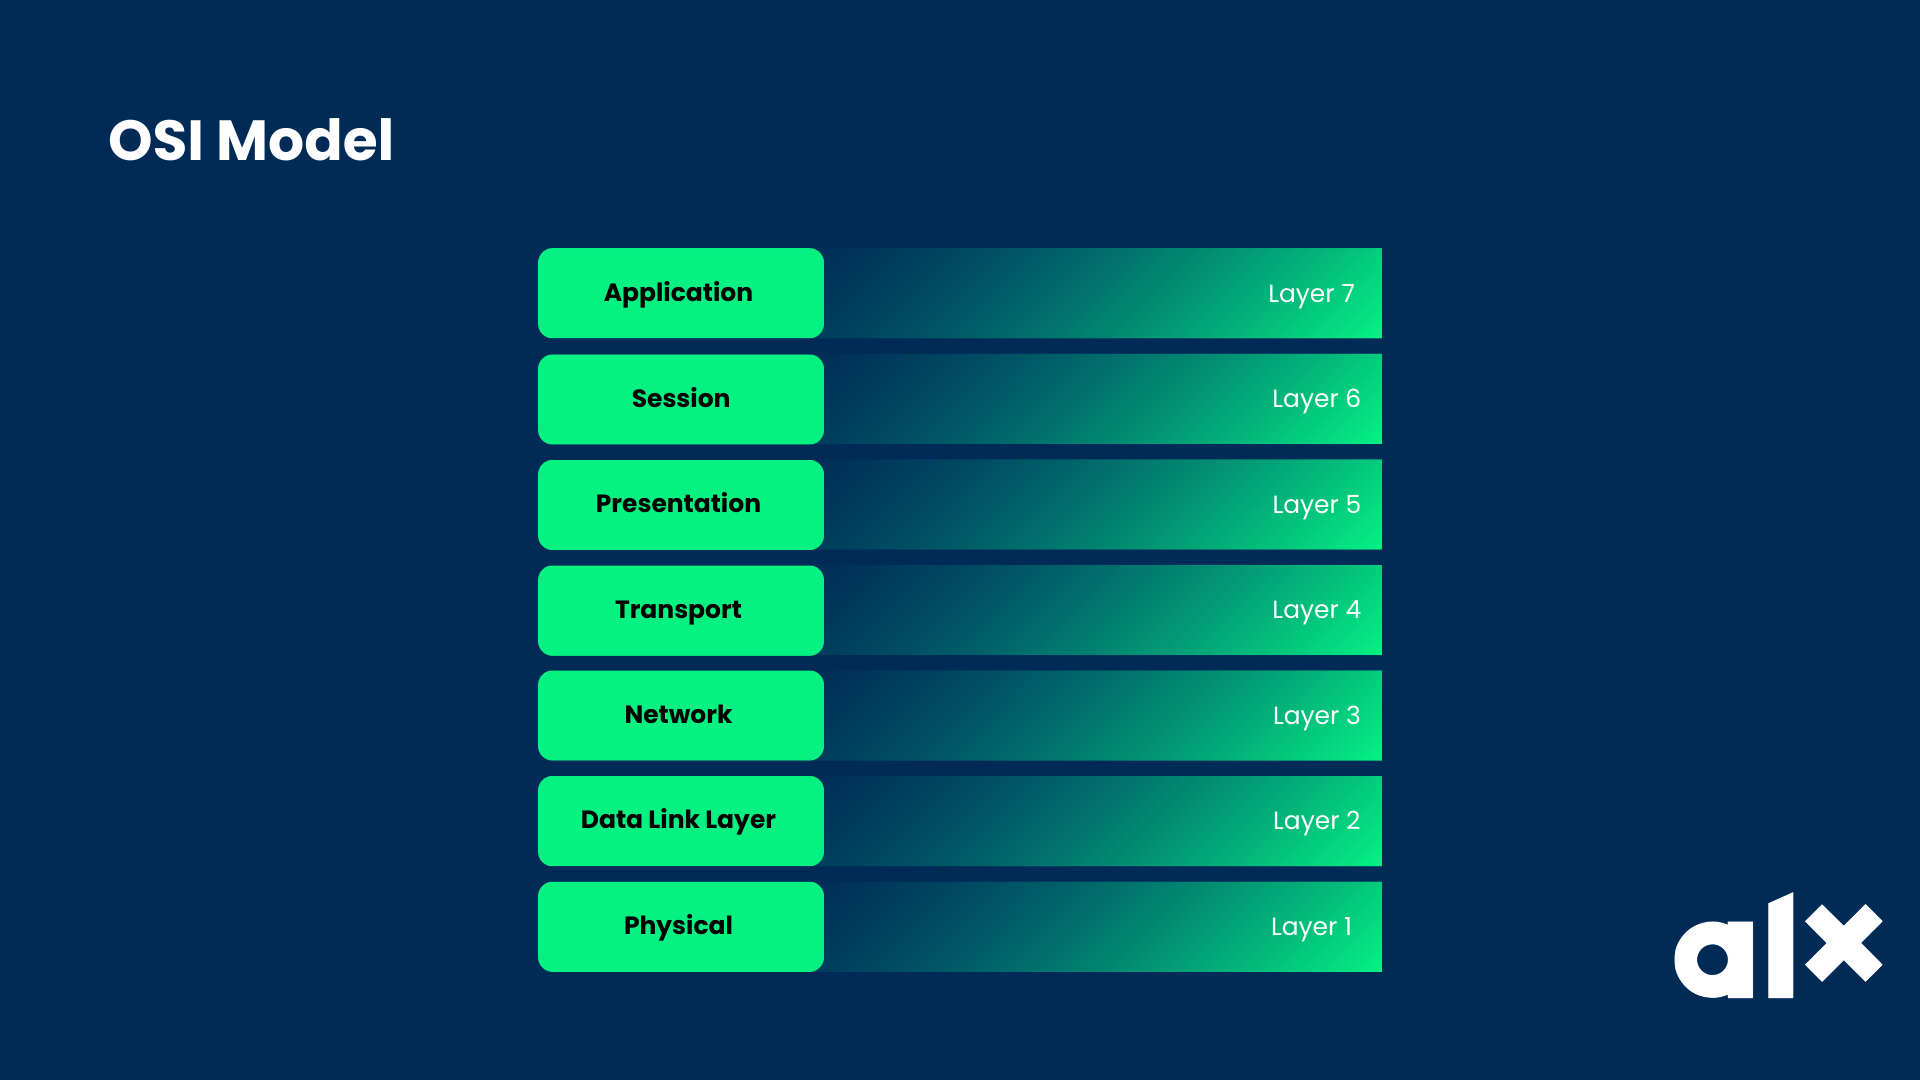 OSI Model
Application Layer 7
Session Layer 6
Presentation Layer 5
Transport Layer 4
Network Layer 3
Data Link Layer Layer 2
Physical Layer 1
alx